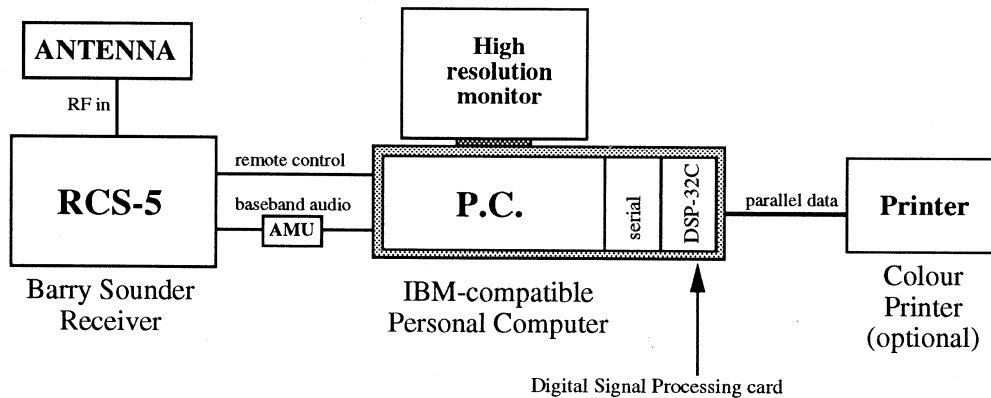 ANTENNA
RF in
RCS-5
Barry Sounder
Receiver
remote control
baseband audio
AMU
High
resolution
monitor
P.C.
serial
DSP-32C
IBM-compatible
Personal Computer
Digital Signal Processing card
parallel data
Printer
Colour
Printer
(optional)